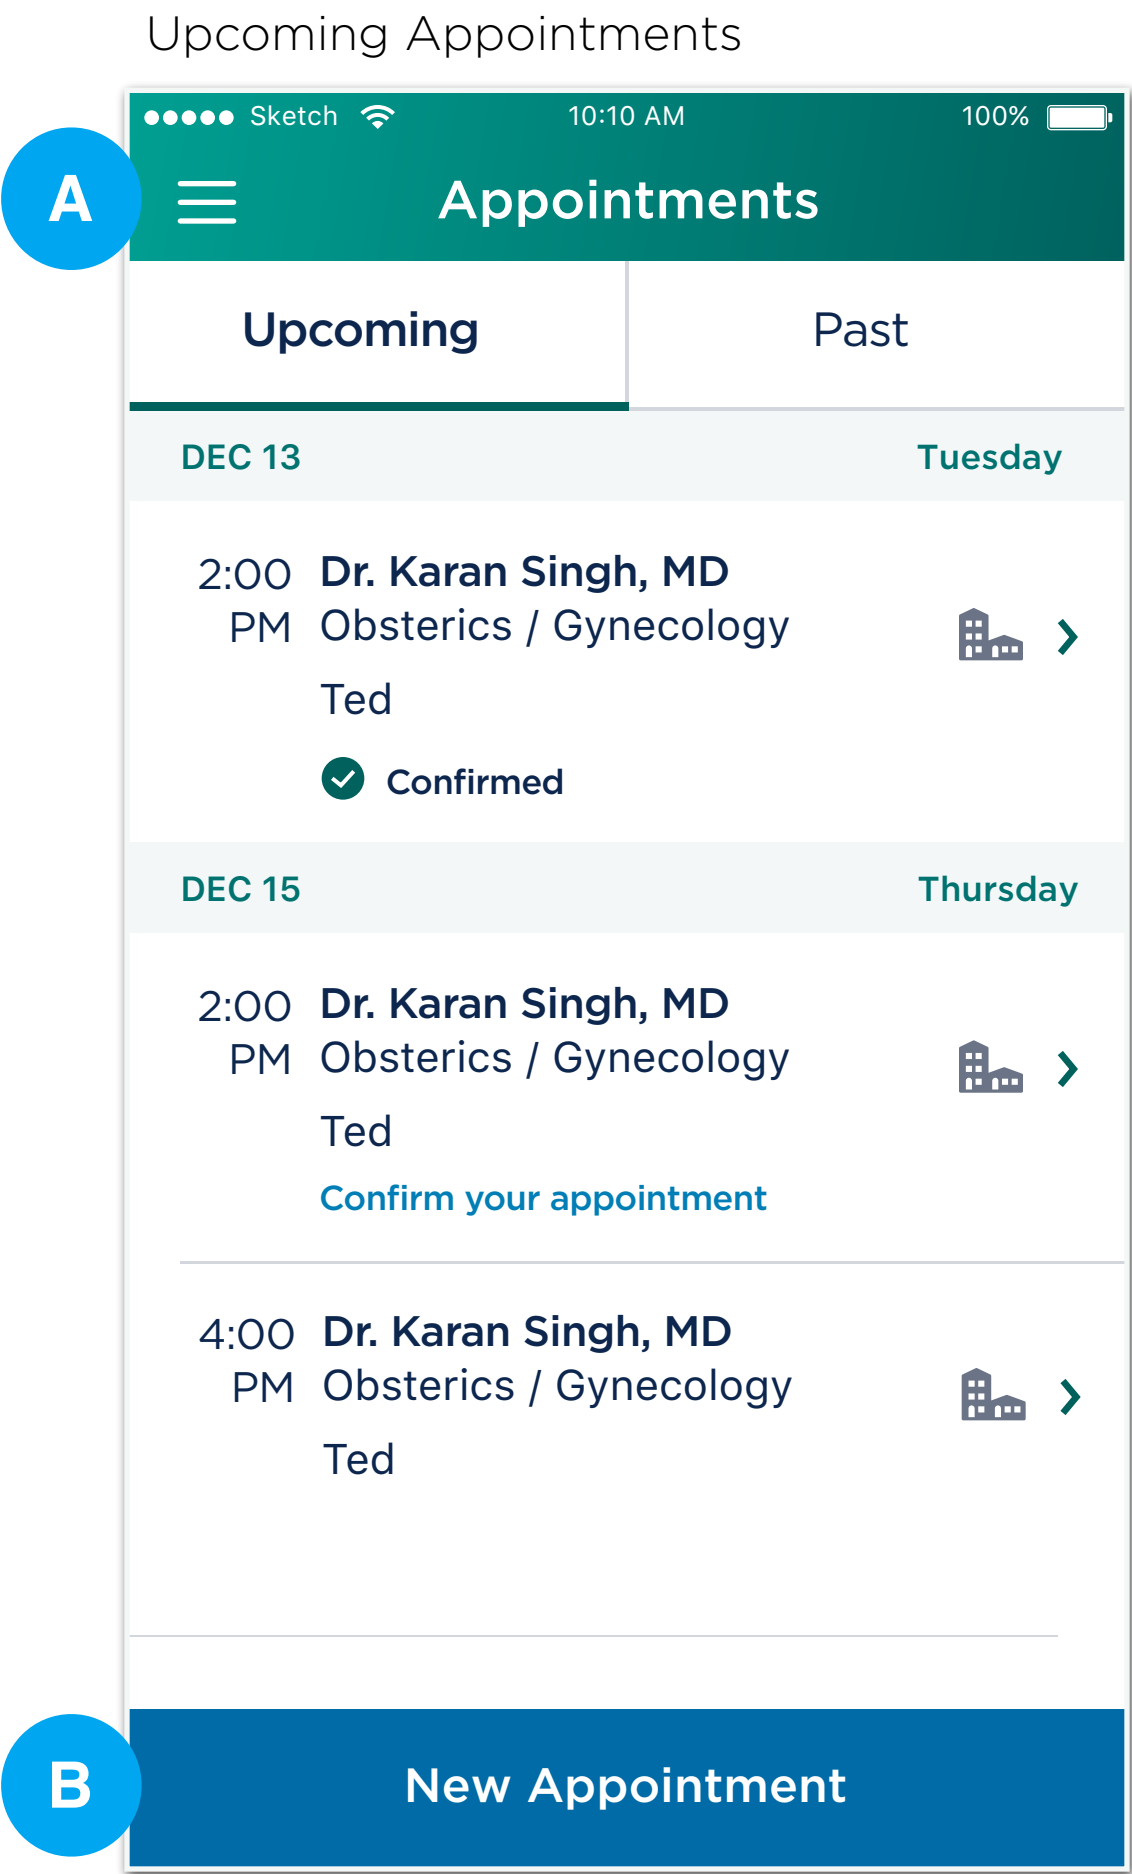 Upcoming Appointments
Sketch 10:10 AM 100%
A
Appointments
Upcoming Past
DEC 13 Tuesday
2:00 PM Dr. Karan Singh, MD
Obsterics / Gynecology
Ted
Confirmed
DEC 15 Thursday
2:00 PM Dr. Karan Singh, MD
Obsterics / Gynecology
Ted
Confirm your appointment
4:00 PM Dr. Karan Singh, MD
Obsterics / Gynecology
Ted
B
New Appointment